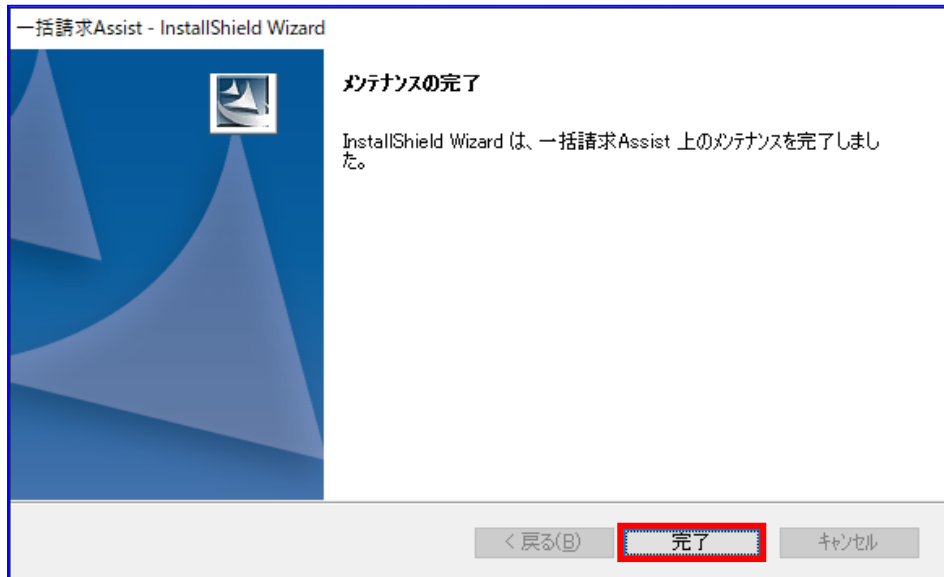 一括請求Assist - InstallShield Wizard
メンテナンスの完了
InstallShield Wizard は、一括請求Assist 上のメンテナンスを完了しまし
た。
< 戻る(B)
完了
キャンセル